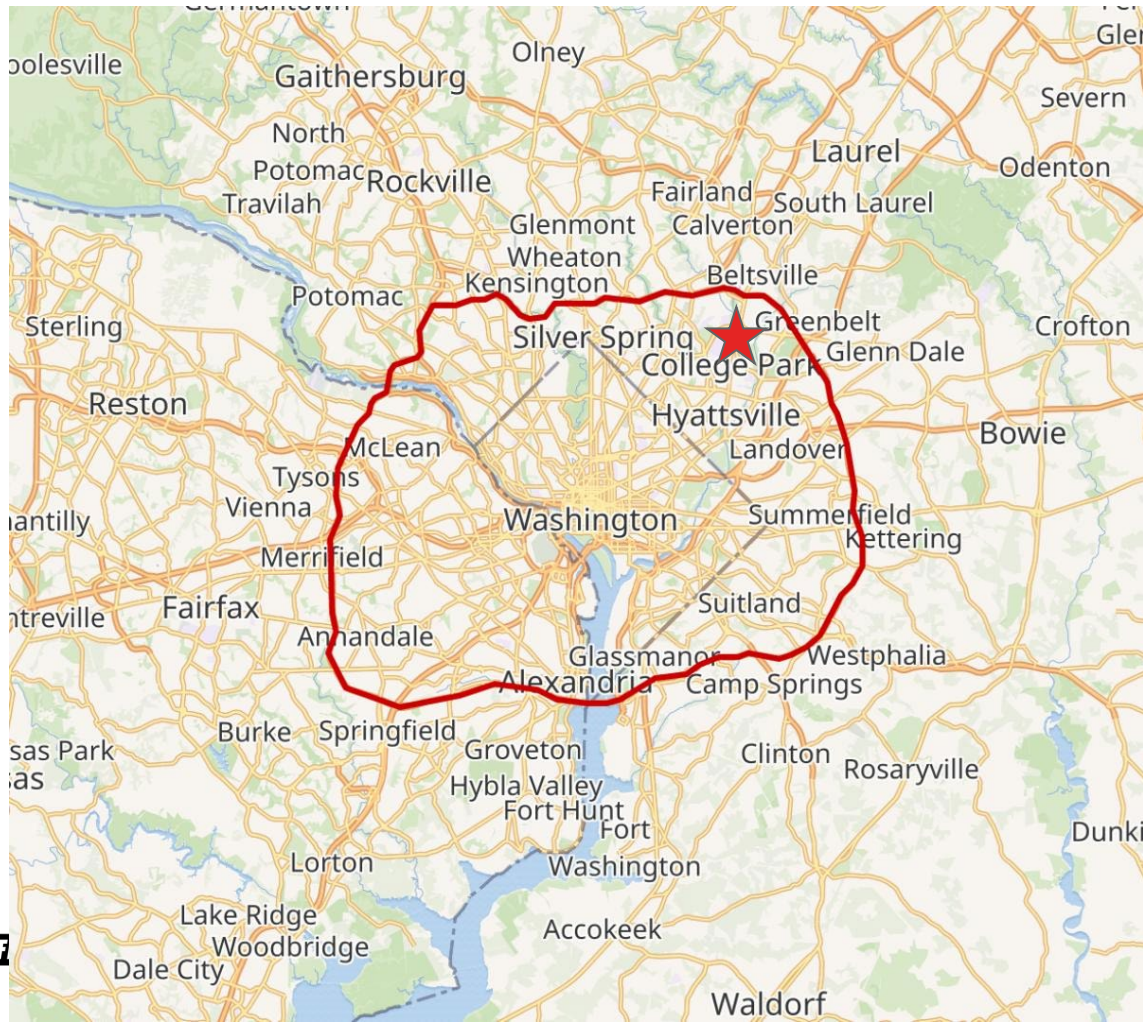 Olney
Gaithersburg
Severn
North
Potomac
Laurel
Odenton
Rockville
Travilah
Fairland
South Laurel
Glenmont
Calverton
Wheaton
Kensington
Beltsville
Potomac
Sterling
Greenbelt
Crofton
Silver Spring
Glenn Dale
College Park
Reston
Hyattsville
Bowie
McLean
Landover
Tysons
Vienna
Washington
Summerfield
Kettering
Merrifield
Fairfax
Suitland
Annandale
Glassmanor
Westphalia
Alexandria
Camp Springs
Burke
Springfield
Groveton
Clinton
Rosaryville
Hybla Valley
Fort Hunt
Fort
Washington
Lorton
Lake Ridge
Accokeek
Woodbridge
Dale City
Waldorf